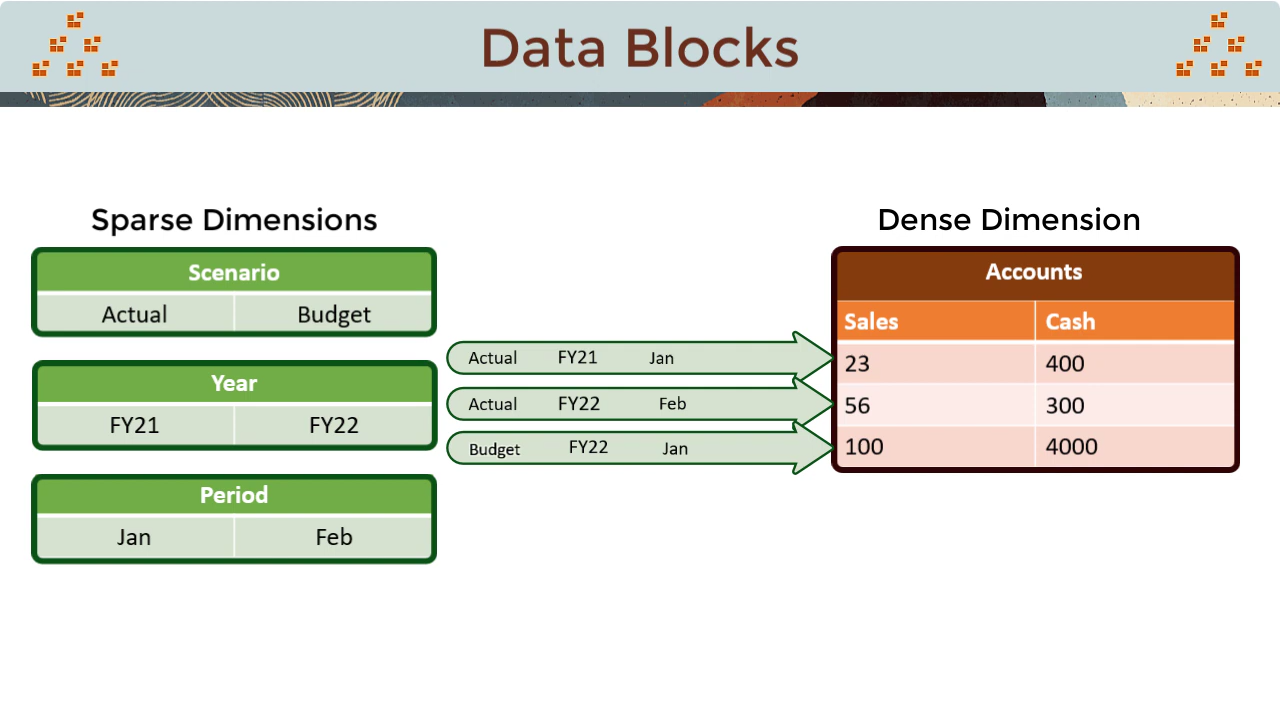 Data Blocks
Sparse Dimensions
Scenario
Actual Budget
Year
FY21 FY22
Period
Jan Feb
Actual FY21 Jan
Actual FY22 Feb
Budget FY22 Jan
Dense Dimension
Accounts
Sales Cash
23 400
56 300
100 4000